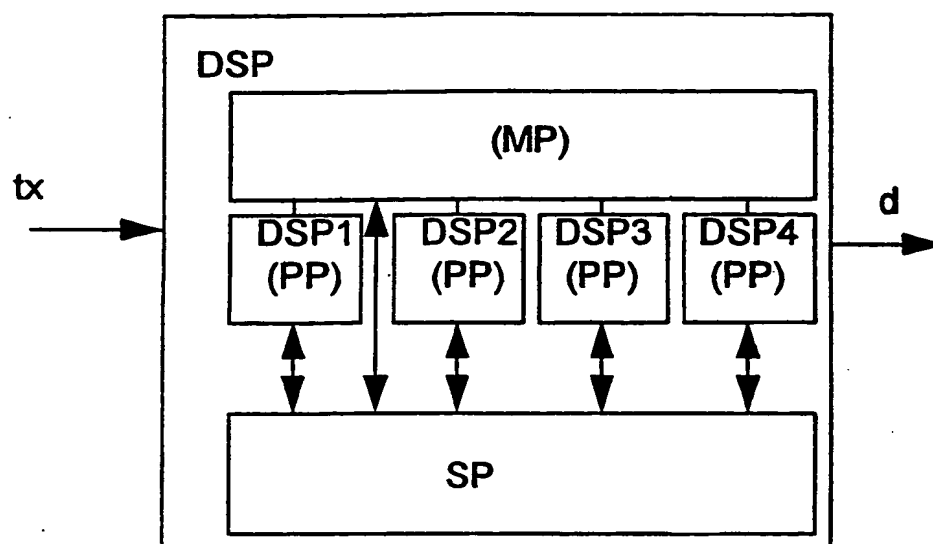 DSP
(MP)
tx
d
DSP1 DSP2 DSP3 DSP4
(PP) (PP) (PP) (PP)
SP